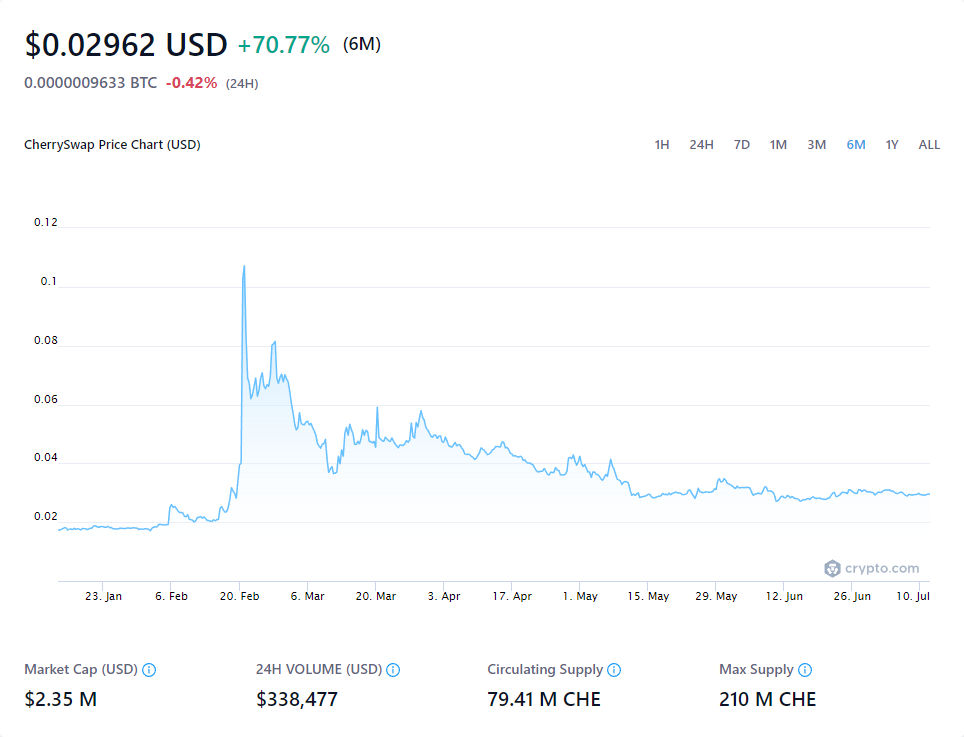 $0.02962 USD +70.77% (6M)
0.0000009633 BTC -0.42% (24H)
CherrySwap Price Chart (USD) 1H 24H 7D 1M 3M 6M 1Y ALL
0.12
0.1
0.08
0.06
0.04
0.02
crypto.com
23. Jan 6. Feb 20. Feb 6. Mar 20. Mar 3. Apr 17. Apr 1. May 15. May 29. May 12. Jun 26. Jun 10. Jul
Market Cap (USD) 24H VOLUME (USD) Circulating Supply Max Supply
$2.35 M $338,477 79.41 M CHE 210 M CHE